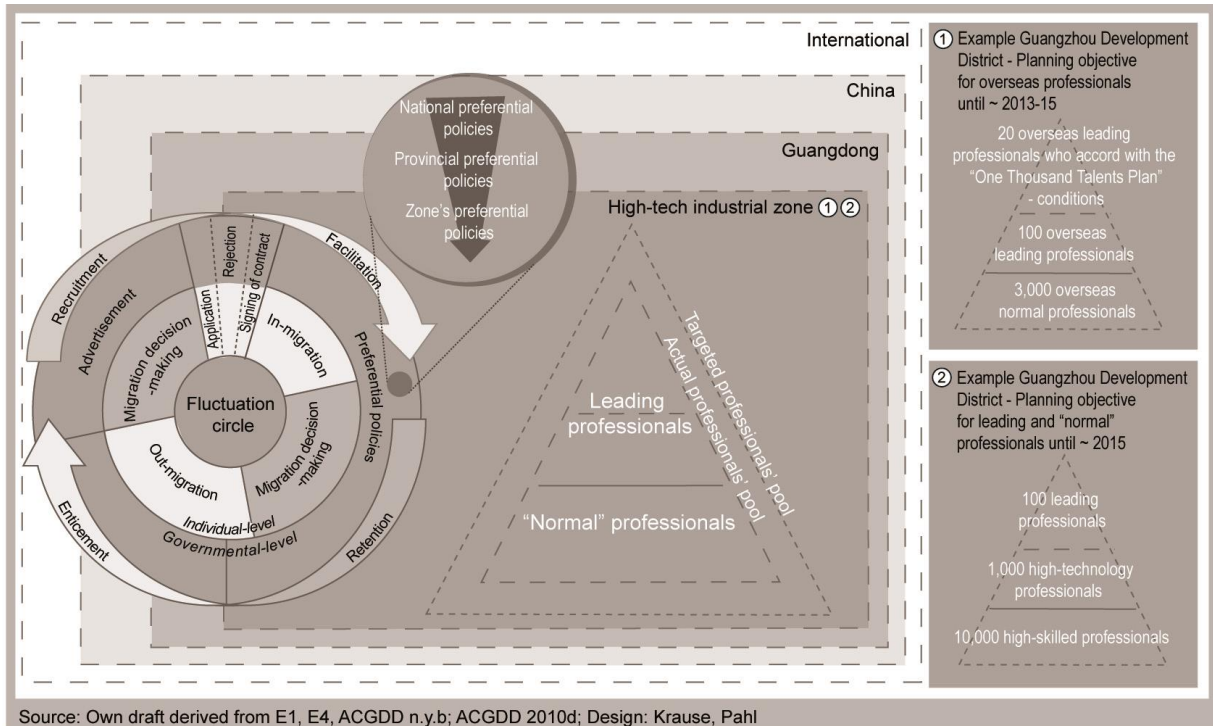 International
China
Guangdong
High-tech industrial zone ① ②
National preferential
policies
Provincial preferential
policies
Zone's preferential
policies
Recruitment
Facilitation
Retention
Enticement
Advertisement
Application
Rejection
Signing of contract
Preferential policies
Migration decision
-making
In-migration
Migration decision
-making
Out-migration
Individual-level
Governmental-level
Fluctuation
circle
Targeted professionals' pool
Actual professionals' pool
Leading
professionals
"Normal" professionals
① Example Guangzhou Development
District - Planning objective
for overseas professionals
until ~ 2013-15
20 overseas leading
professionals who accord with the
"One Thousand Talents Plan"
- conditions
100 overseas
leading professionals
3,000 overseas
normal professionals
② Example Guangzhou Development
District - Planning objective
for leading and "normal"
professionals until ~ 2015
100 leading
professionals
1,000 high-technology
professionals
10,000 high-skilled professionals
Source: Own draft derived from E1, E4, ACGDD n.y.b; ACGDD 2010d; Design: Krause, Pahl